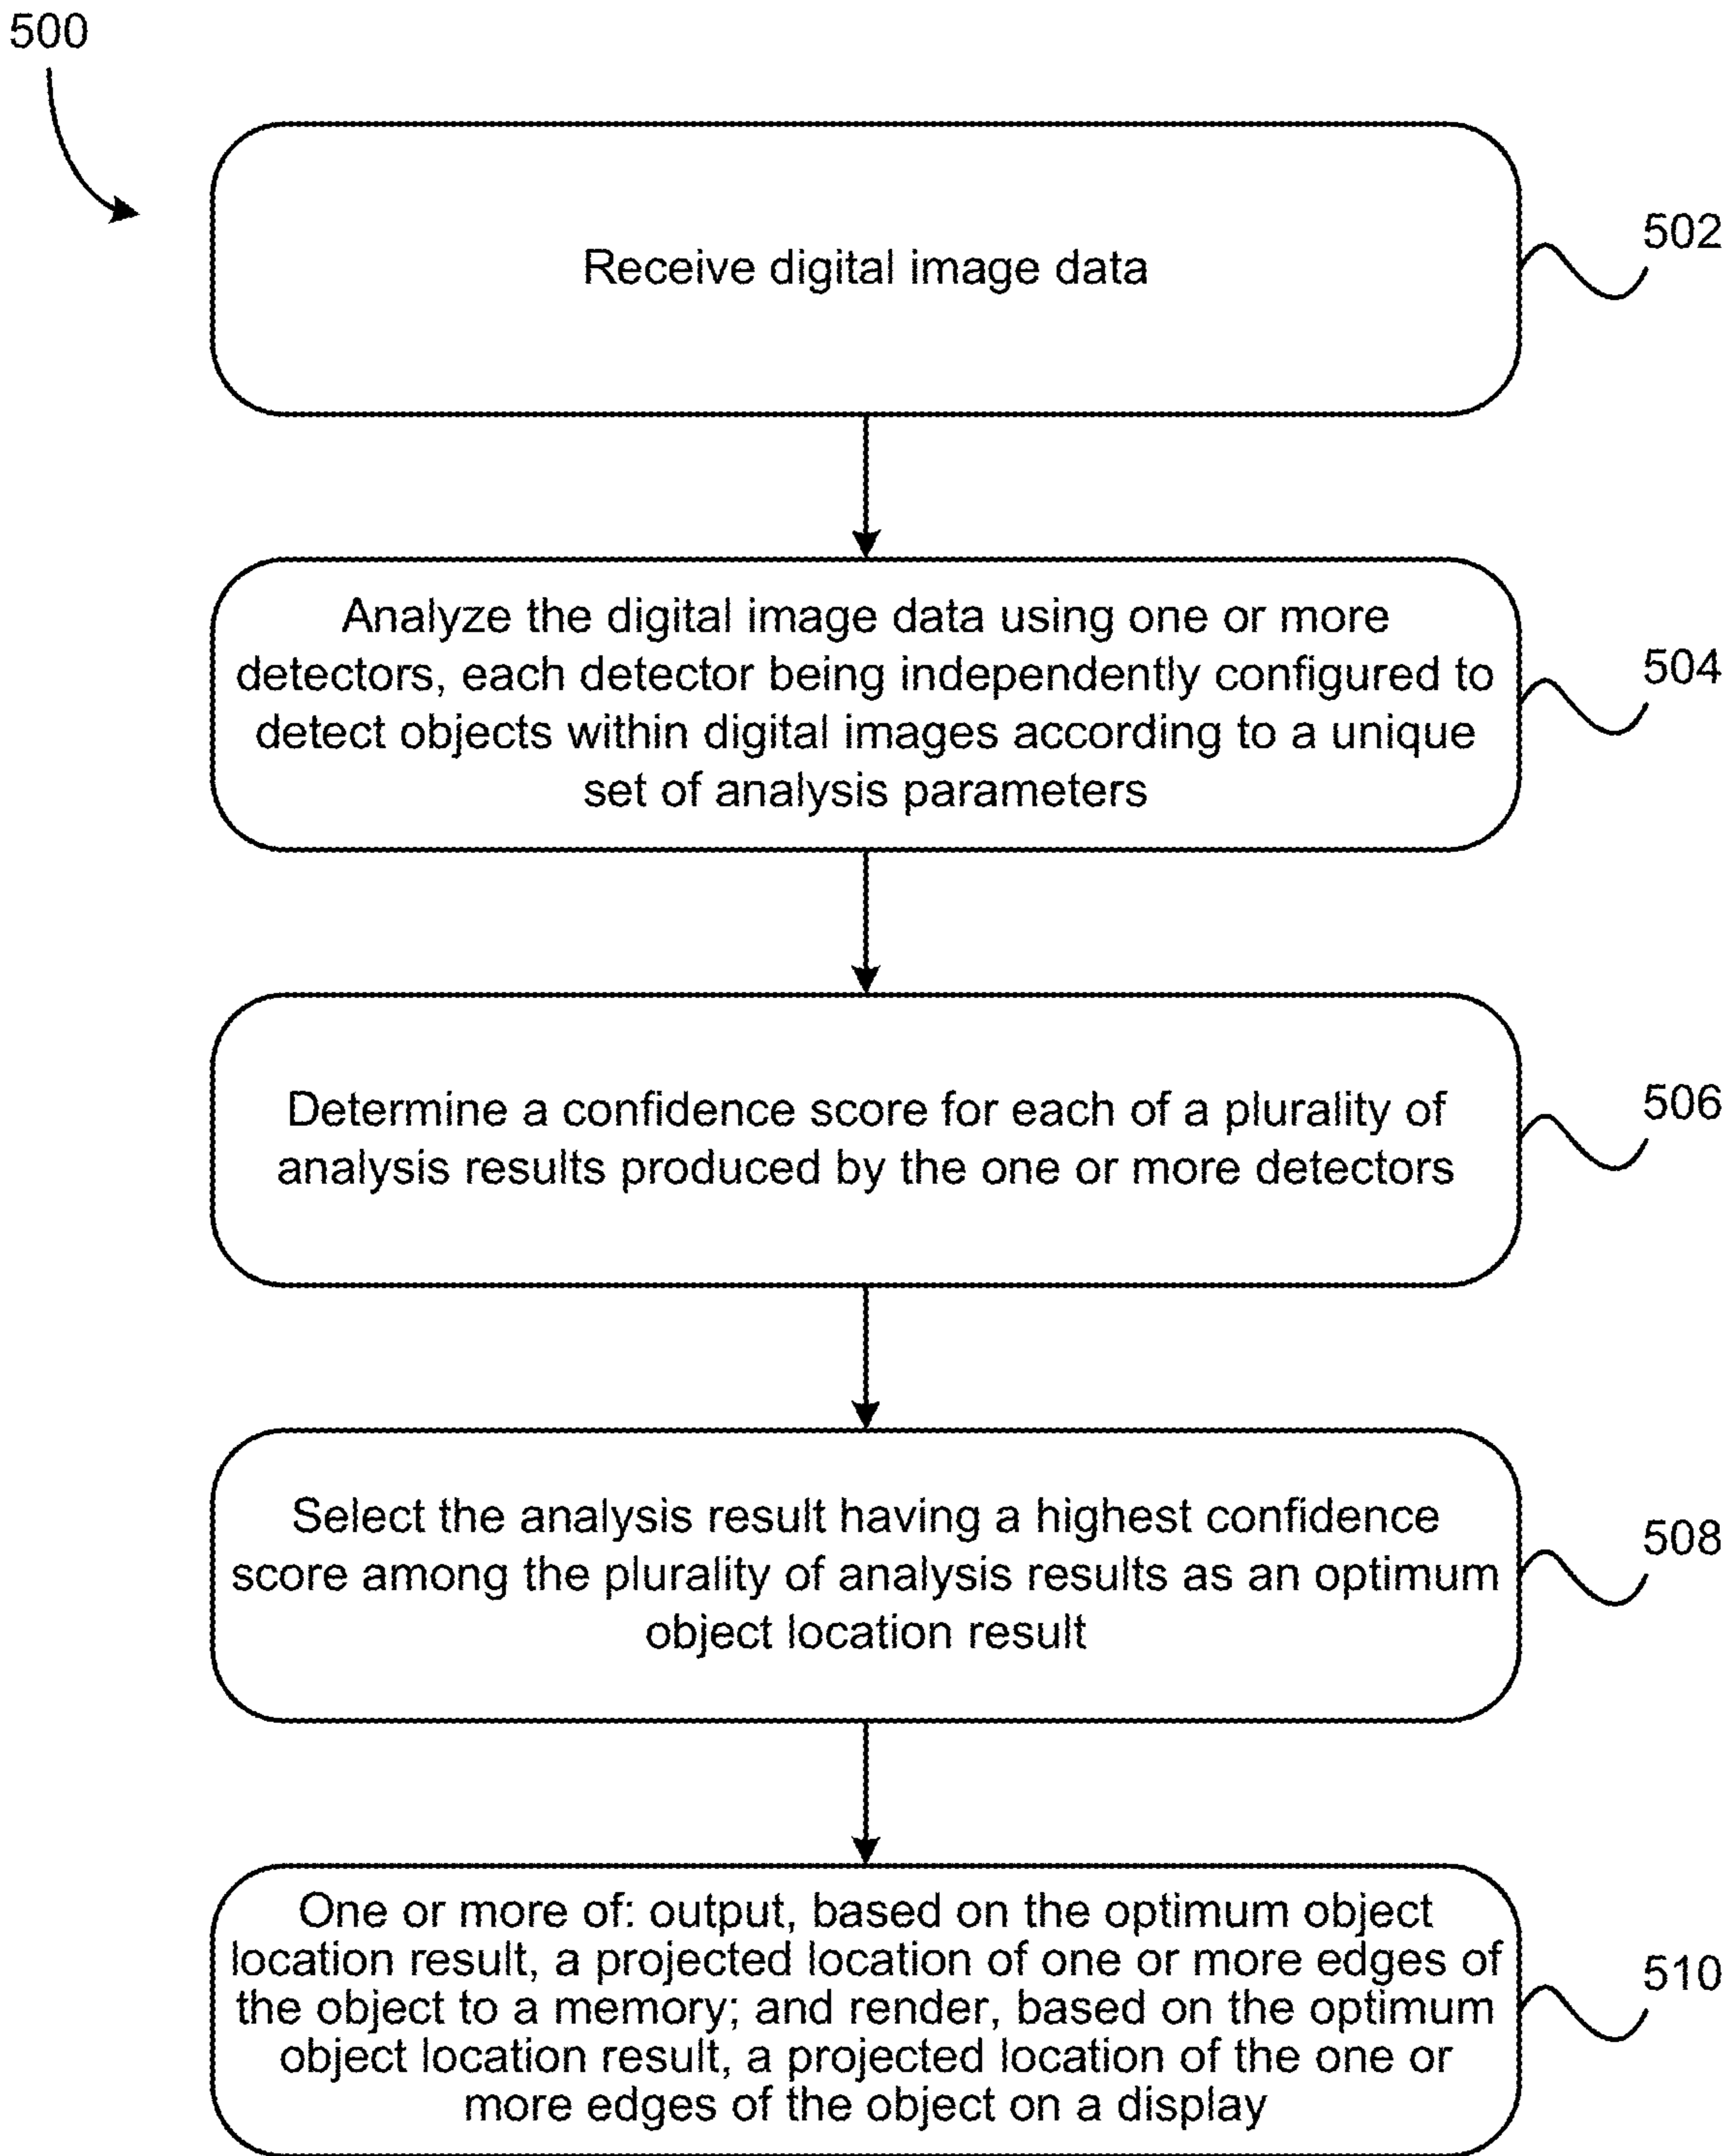 500
Receive digital image data
502
Analyze the digital image data using one or more
detectors, each detector being independently configured to
detect objects within digital images according to a unique
set of analysis parameters
504
Determine a confidence score for each of a plurality of
analysis results produced by the one or more detectors
506
Select the analysis result having a highest confidence
score among the plurality of analysis results as an optimum
object location result
508
One or more of: output, based on the optimum object
location result, a projected location of one or more edges of
the object to a memory; and render, based on the optimum
object location result, a projected location of the one or
more edges of the object on a display
510